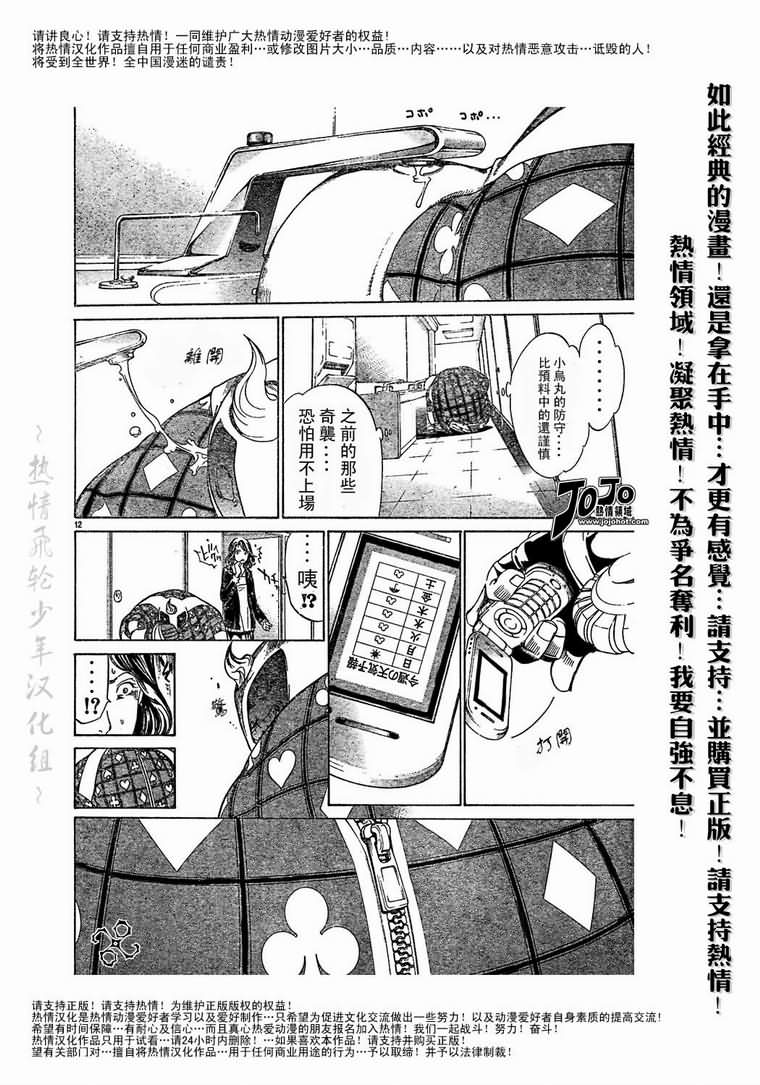 请讲良心！请支持热情！一同维护广大热情动漫爱好者的权益！
将热情汉化作品擅自用于任何商业盈利…或修改图片大小…品质…内容……以及对热情恶意攻击…诋毁的人！
将受到全世界！全中国漫迷的谴责！
如此經典的漫畫！還是拿在手中…才更有感覺…請支持…並購買正版！請支持熱情！
熱情領域！凝聚熱情！不為爭名奪利！我要自強不息！
コポ
コポ…
…
小烏丸的防守…
比預料中的還謹慎
之前的那些
奇襲…
恐怕用不上場
離開
JOJO
熱情領域
www.jojohot.com
12
～热情飛轮少年汉化组～
打開
今週の天気予報
日
月
火
水
木
金
土
咦
!?
……
!?
驚
请支持正版！请支持热情！为维护正版版权的权益！
热情汉化是热情动漫爱好者学习以及爱好制作…只希望为促进文化交流做出一些努力！以及动漫爱好者自身素质的提高交流！
希望有时间保障…有耐心及信心…而且真心热爱动漫的朋友报名加入热情！我们一起战斗！努力！奋斗！
热情汉化作品只用于试看…请24小时内删除！…如果喜欢本作品！请支持并购买正版！
望有关部门对…擅自将热情汉化作品…用于任何商业用途的行为…予以取缔！并予以法律制裁！